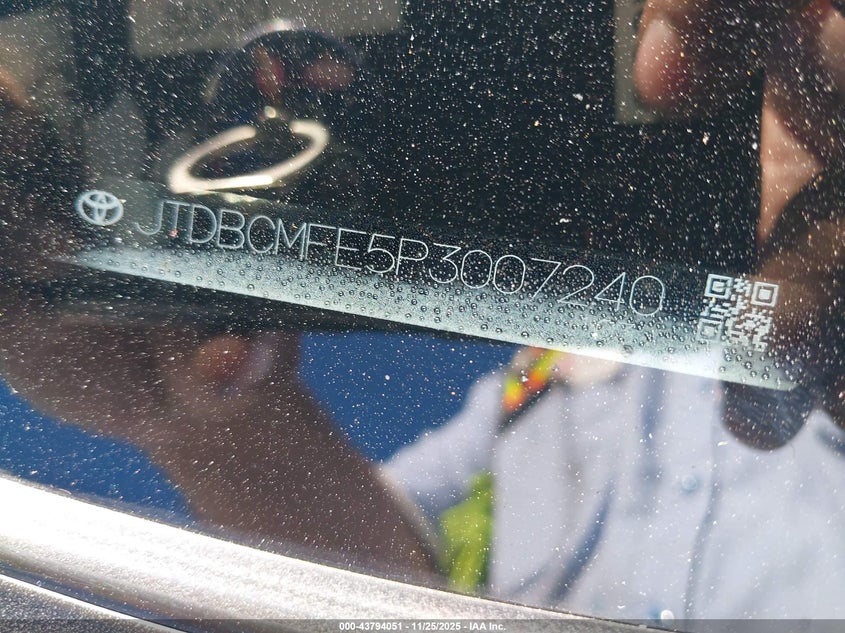 JTDBCMFE5P3007240
000-43794051 - 11/25/2025 - IAA Inc.